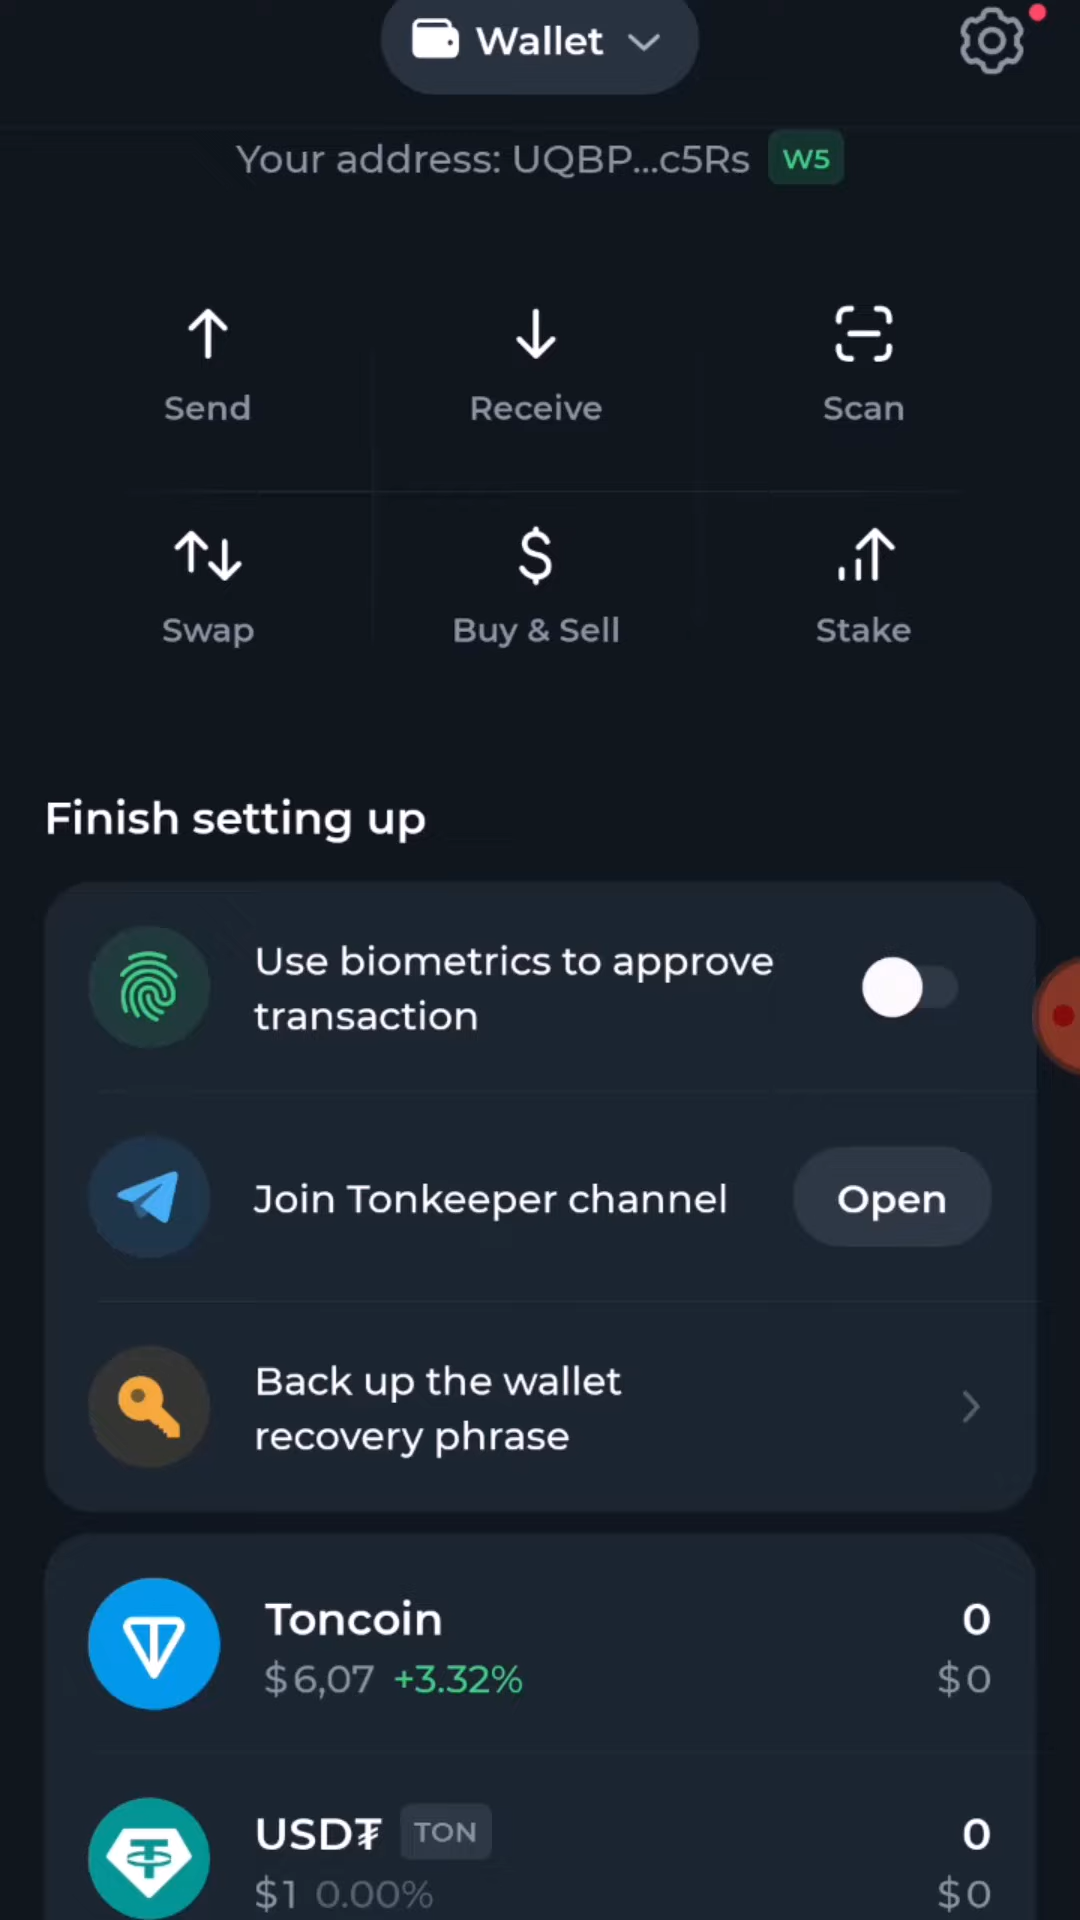 Wallet
Your address: UQBP...c5Rs W5
Send Receive Scan
Swap Buy & Sell Stake
Finish setting up
Use biometrics to approve
transaction
Join Tonkeeper channel Open
Back up the wallet
recovery phrase
Toncoin 0
$6,07 +3.32% $0
USD₮ TON 0
$1 0.00% $0